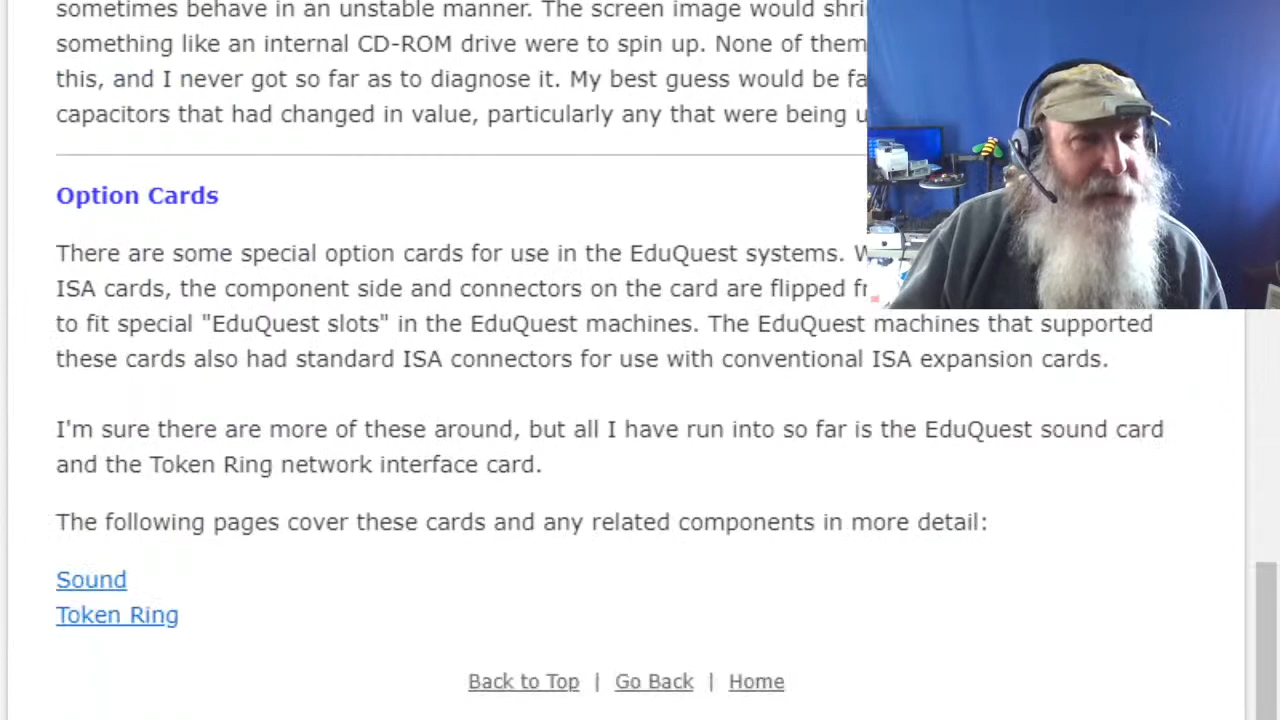 sometimes behave in an unstable manner. The screen image would shri
something like an internal CD-ROM drive were to spin up. None of them
this, and I never got so far as to diagnose it. My best guess would be fa
capacitors that had changed in value, particularly any that were being u
Option Cards
There are some special option cards for use in the EduQuest systems. W
ISA cards, the component side and connectors on the card are flipped fr
to fit special "EduQuest slots" in the EduQuest machines. The EduQuest machines that supported
these cards also had standard ISA connectors for use with conventional ISA expansion cards.
I'm sure there are more of these around, but all I have run into so far is the EduQuest sound card
and the Token Ring network interface card.
The following pages cover these cards and any related components in more detail:
Sound
Token Ring
Back to Top | Go Back | Home